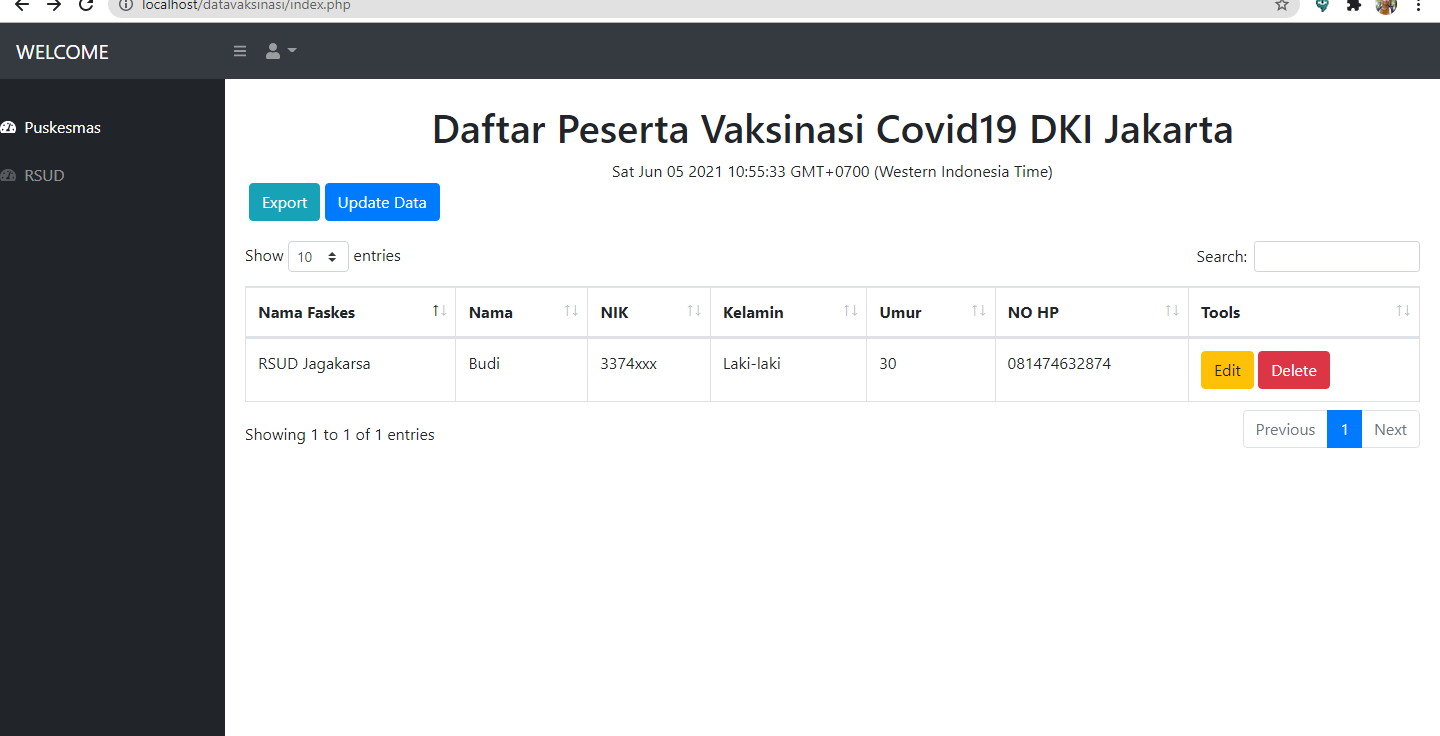 localhost/datavaksinasi/index.php
WELCOME
Puskesmas
RSUD
Daftar Peserta Vaksinasi Covid19 DKI Jakarta
Sat Jun 05 2021 10:55:33 GMT+0700 (Western Indonesia Time)
Export Update Data
Show 10 entries Search:
Nama Faskes Nama NIK Kelamin Umur NO HP Tools
RSUD Jagakarsa Budi 3374xxx Laki-laki 30 081474632874 Edit Delete
Showing 1 to 1 of 1 entries Previous 1 Next